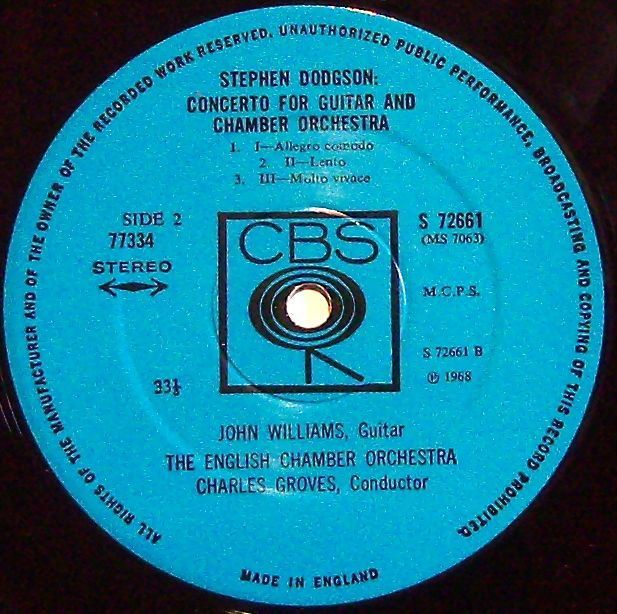 ALL RIGHTS OF THE MANUFACTURER AND OF THE OWNER OF THE RECORDED WORK RESERVED. UNAUTHORIZED PUBLIC PERFORMANCE, BROADCASTING AND COPYING OF THIS RECORD PROHIBITED.
STEPHEN DODGSON:
CONCERTO FOR GUITAR AND
CHAMBER ORCHESTRA
1. I—Allegro comodo
2. II—Lento
3. III—Molto vivace
SIDE 2
77334
STEREO
CBS
S 72661
(MS 7063)
M.C.P.S.
S 72661 B
℗ 1968
33⅓
JOHN WILLIAMS, Guitar
THE ENGLISH CHAMBER ORCHESTRA
CHARLES GROVES, Conductor
MADE IN ENGLAND